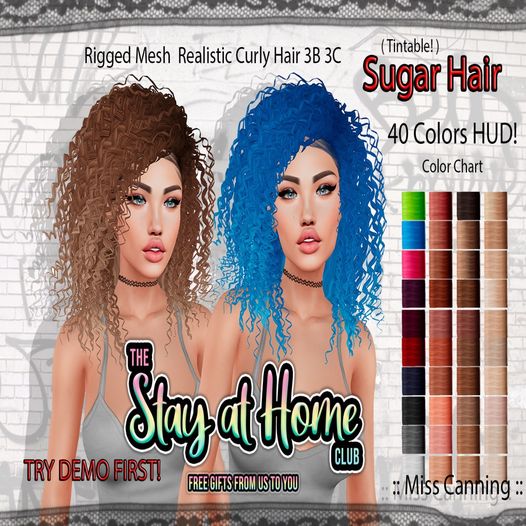 ( Tintable! )
Rigged Mesh Realistic Curly Hair 3B 3C
Sugar Hair
40 Colors HUD!
Color Chart
THE
Stay at Home
CLUB
FREE GIFTS FROM US TO YOU
TRY DEMO FIRST!
:: Miss Canning ::